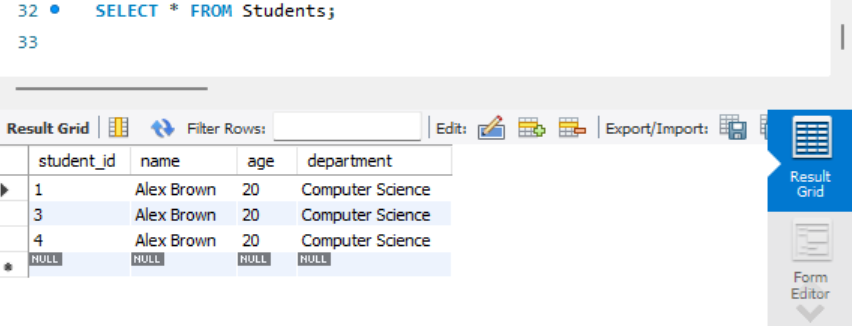 32 SELECT * FROM Students;
33
Result Grid Filter Rows: Edit: Export/Import:
student_id name age department
1 Alex Brown 20 Computer Science
3 Alex Brown 20 Computer Science
4 Alex Brown 20 Computer Science
NULL NULL NULL NULL
Result
Grid
Form
Editor